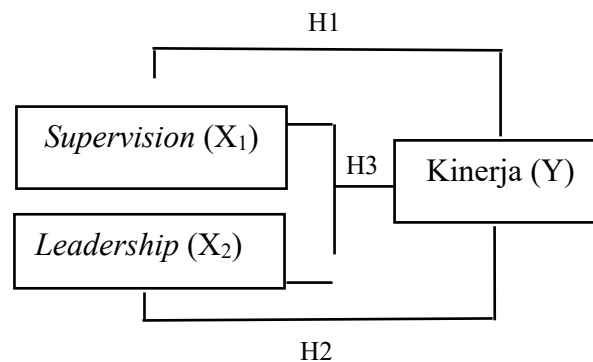 H1
Supervision (X₁)
H3
Kinerja (Y)
Leadership (X₂)
H2